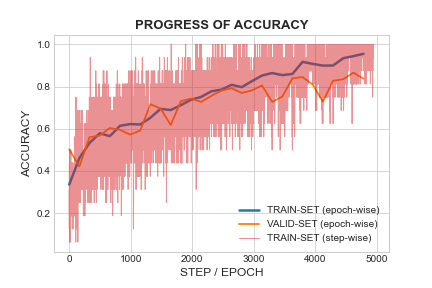 PROGRESS OF ACCURACY
ACCURACY
1.0
0.8
0.6
0.4
0.2
TRAIN-SET (epoch-wise)
VALID-SET (epoch-wise)
TRAIN-SET (step-wise)
0 1000 2000 3000 4000 5000
STEP / EPOCH